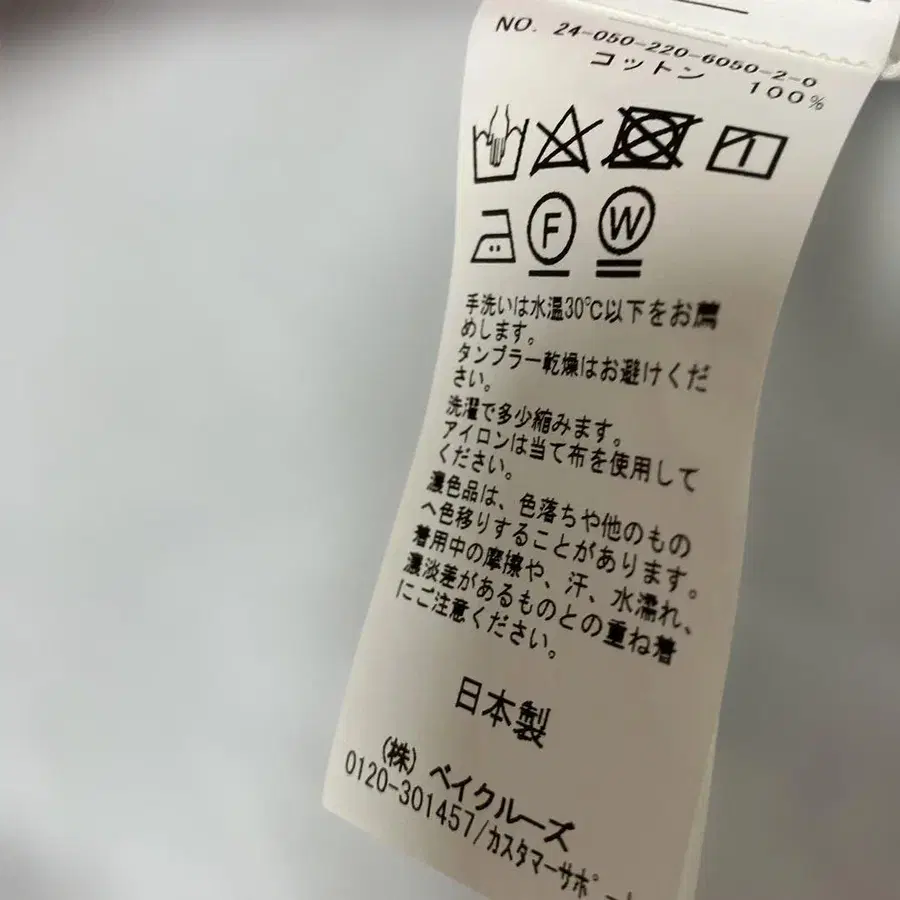 NO. 24-050-220-6050-2-0
コットン 100%
F W
手洗いは水温30℃以下をお薦
めします。
タンブラー乾燥はお避けくだ
さい。
洗濯で多少縮みます。
アイロンは当て布を使用して
ください。
濃色品は、色落ちや他のもの
へ色移りすることがあります。
着用中の摩擦や、汗、水濡れ、
濃淡差があるものとの重ね着
にご注意ください。
日本製
(株) ベイクルーズ
0120-301457/カスタマーサポート